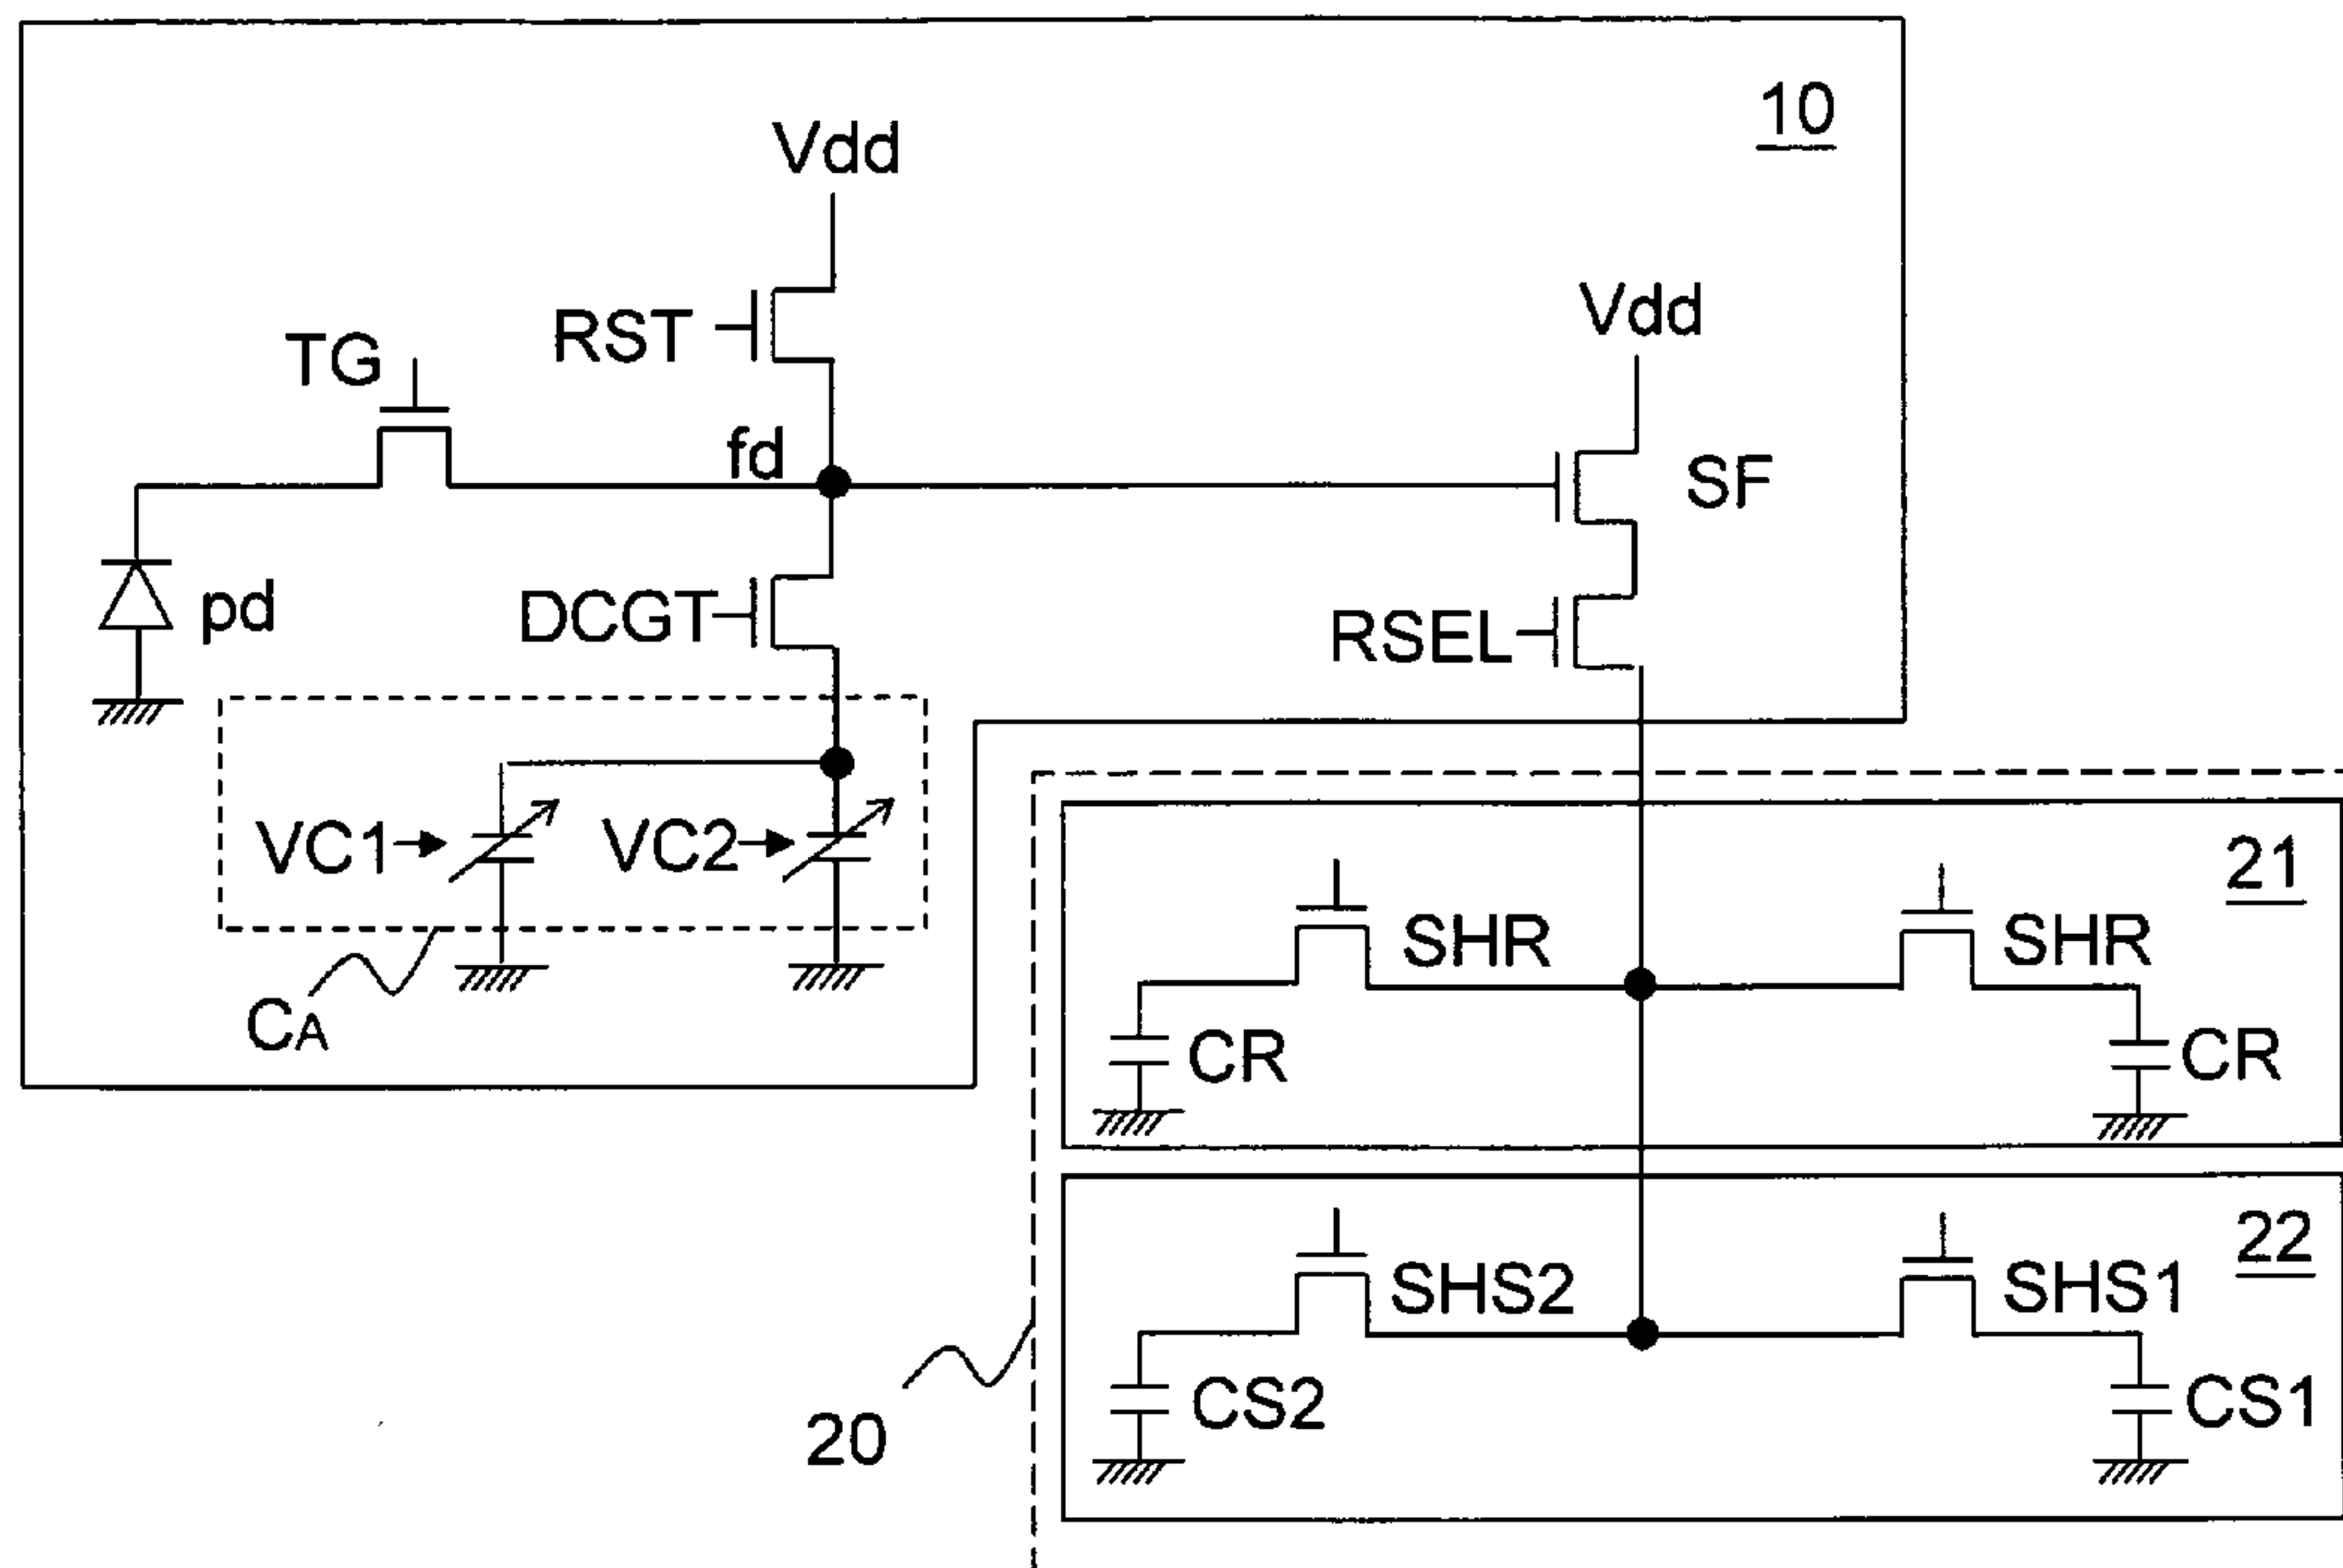 10
Vdd
RST
TG
Vdd
fd
SF
DCGT
pd
RSEL
VC1
VC2
CA
21
SHR
SHR
CR
CR
22
SHS2
SHS1
CS2
CS1
20